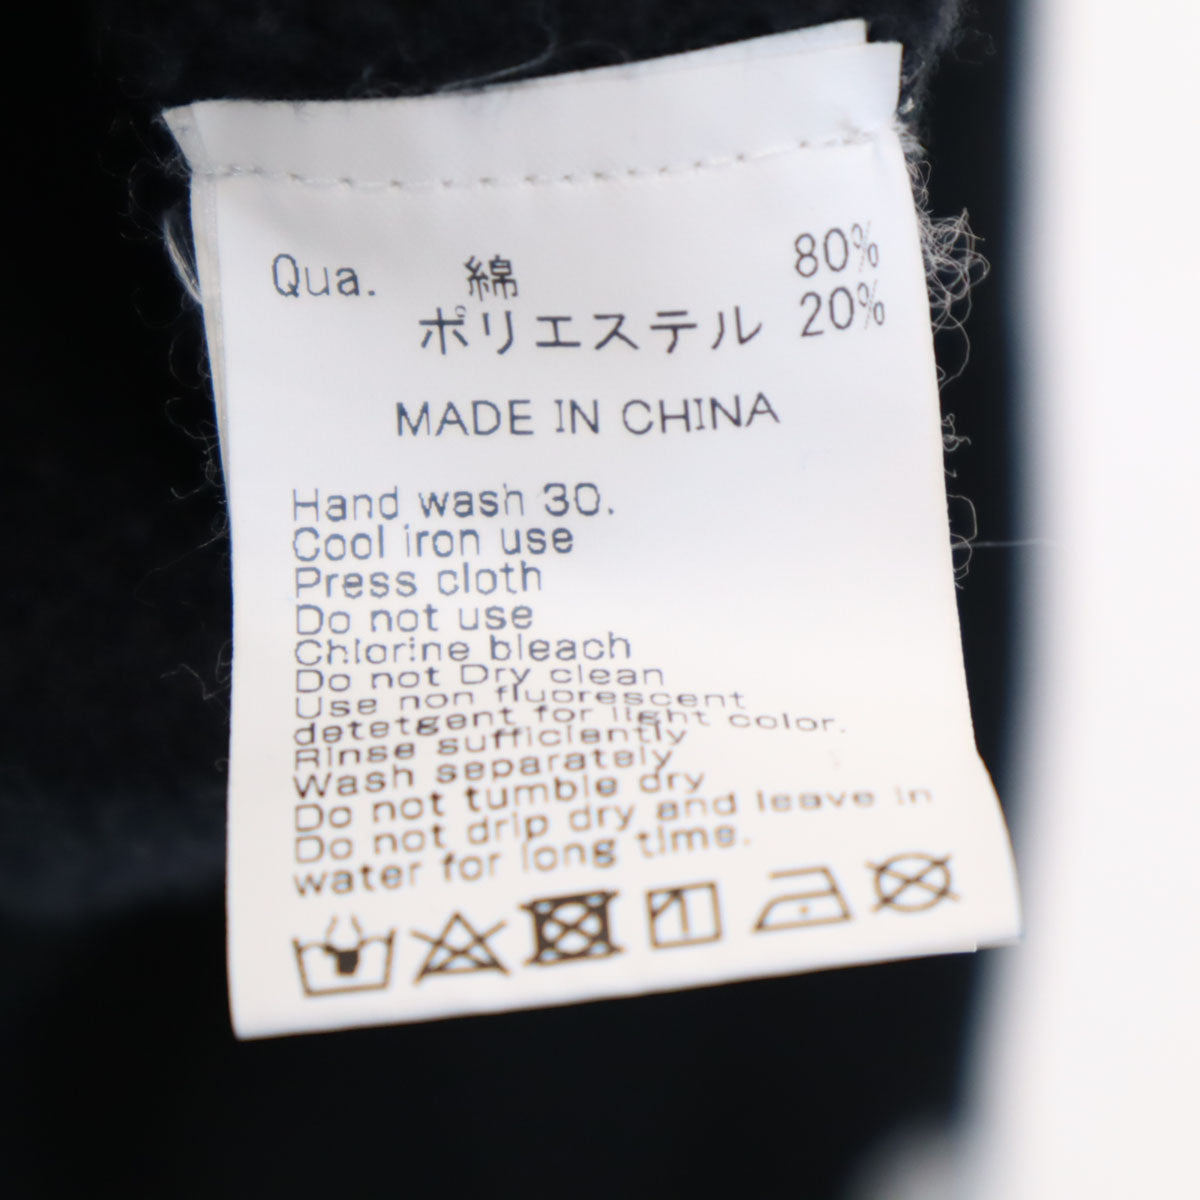 Qua. 綿 80%
ポリエステル 20%
MADE IN CHINA
Hand wash 30.
Cool iron use
Press cloth
Do not use
Chlorine bleach
Do not Dry clean
Use non fluorescent
detetgent for light color.
Rinse sufficiently
Wash separately
Do not tumble dry
Do not drip dry and leave in
water for long time.